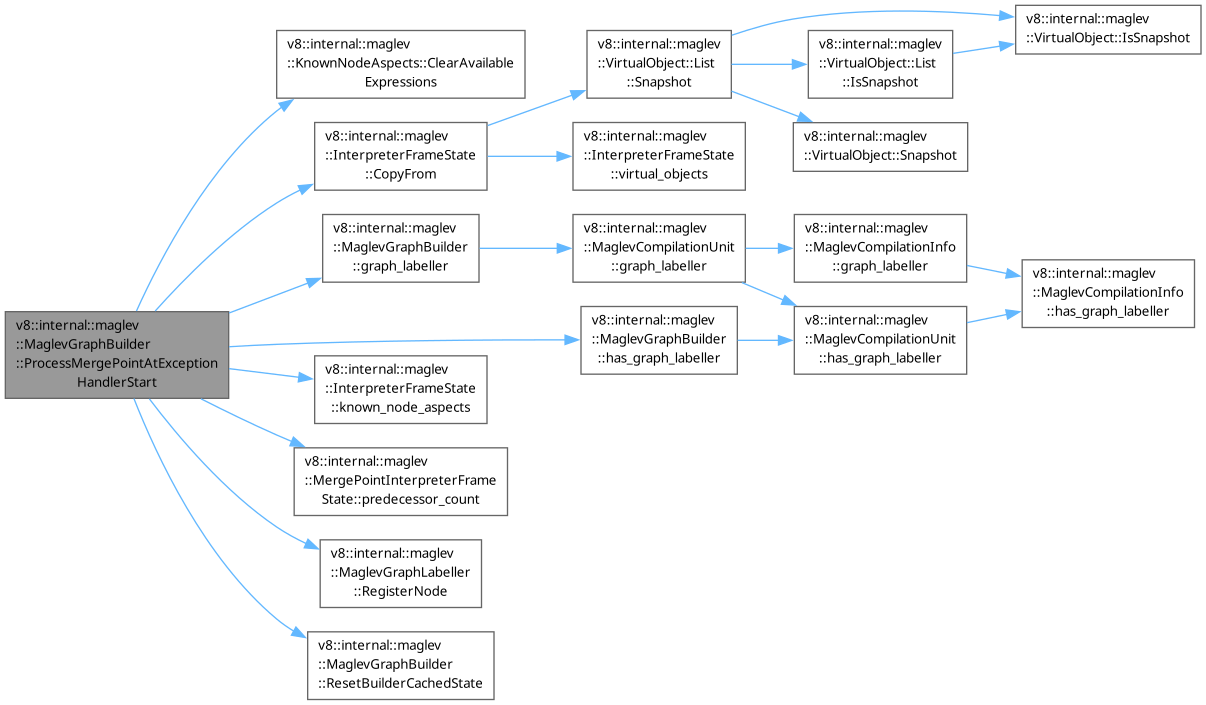 v8::internal::maglev
::MaglevGraphBuilder
::ProcessMergePointAtException
HandlerStart
v8::internal::maglev
::KnownNodeAspects::ClearAvailable
Expressions
v8::internal::maglev
::InterpreterFrameState
::CopyFrom
v8::internal::maglev
::VirtualObject::List
::Snapshot
v8::internal::maglev
::VirtualObject::IsSnapshot
v8::internal::maglev
::VirtualObject::List
::IsSnapshot
v8::internal::maglev
::VirtualObject::Snapshot
v8::internal::maglev
::InterpreterFrameState
::virtual_objects
v8::internal::maglev
::MaglevGraphBuilder
::graph_labeller
v8::internal::maglev
::MaglevCompilationUnit
::graph_labeller
v8::internal::maglev
::MaglevCompilationInfo
::graph_labeller
v8::internal::maglev
::MaglevCompilationInfo
::has_graph_labeller
v8::internal::maglev
::MaglevCompilationUnit
::has_graph_labeller
v8::internal::maglev
::MaglevGraphBuilder
::has_graph_labeller
v8::internal::maglev
::InterpreterFrameState
::known_node_aspects
v8::internal::maglev
::MergePointInterpreterFrame
State::predecessor_count
v8::internal::maglev
::MaglevGraphLabeller
::RegisterNode
v8::internal::maglev
::MaglevGraphBuilder
::ResetBuilderCachedState